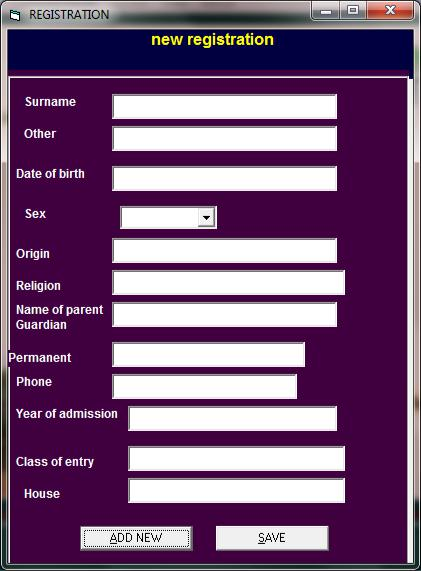 REGISTRATION
new registration
Surname
Other
Date of birth
Sex
Origin
Religion
Name of parent
Guardian
Permanent
Phone
Year of admission
Class of entry
House
ADD NEW
SAVE